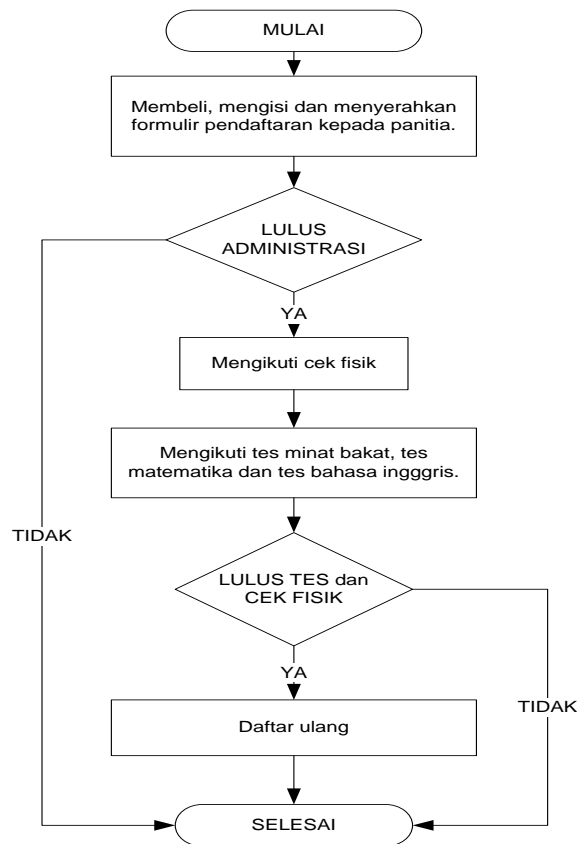 MULAI
Membeli, mengisi dan menyerahkan
formulir pendaftaran kepada panitia.
LULUS
ADMINISTRASI
YA
Mengikuti cek fisik
Mengikuti tes minat bakat, tes
matematika dan tes bahasa ingggris.
TIDAK
LULUS TES dan
CEK FISIK
YA
TIDAK
Daftar ulang
SELESAI